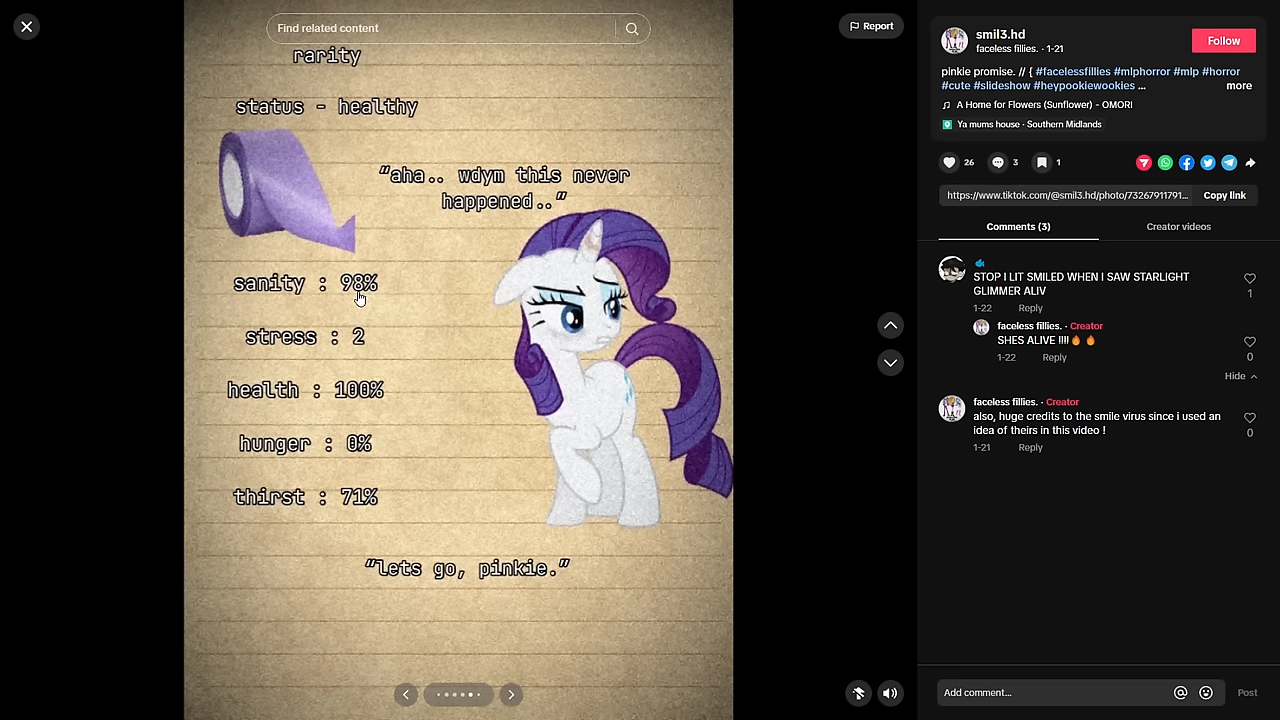 Find related content
Report
rarity
status - healthy
“aha.. wdym this never
happened..”
sanity : 98%
stress : 2
health : 100%
hunger : 0%
thirst : 71%
“lets go, pinkie.”
smil3.hd
faceless fillies. · 1-21
Follow
pinkie promise. // { #facelessfillies #mlphorror #mlp #horror
#cute #slideshow #heypookiewookies ...
more
A Home for Flowers (Sunflower) - OMORI
Ya mums house · Southern Midlands
26
3
1
https://www.tiktok.com/@smil3.hd/photo/73267911791...
Copy link
Comments (3)
Creator videos
STOP I LIT SMILED WHEN I SAW STARLIGHT
GLIMMER ALIV
1
1-22
Reply
faceless fillies. · Creator
SHES ALIVE !!!!🔥🔥
0
1-22
Reply
Hide
faceless fillies. · Creator
also, huge credits to the smile virus since i used an
idea of theirs in this video !
0
1-21
Reply
Add comment...
Post